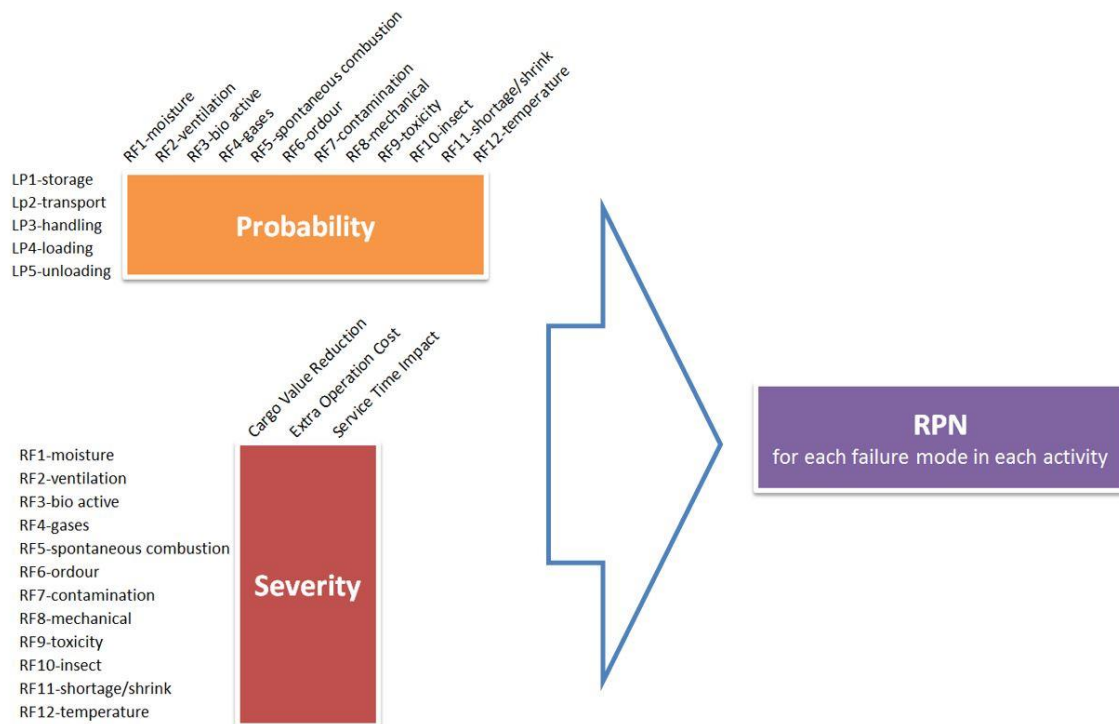 RF1-moisture
RF2-ventilation
RF3-bio active
RF4-gases
RF5-spontaneous combustion
RF6-ordour
RF7-contamination
RF8-mechanical
RF9-toxicity
RF10-insect
RF11-shortage/shrink
RF12-temperature
LP1-storage
Lp2-transport
LP3-handling
LP4-loading
LP5-unloading
Probability
Cargo Value Reduction
Extra Operation Cost
Service Time Impact
RF1-moisture
RF2-ventilation
RF3-bio active
RF4-gases
RF5-spontaneous combustion
RF6-ordour
RF7-contamination
RF8-mechanical
RF9-toxicity
RF10-insect
RF11-shortage/shrink
RF12-temperature
Severity
RPN
for each failure mode in each activity